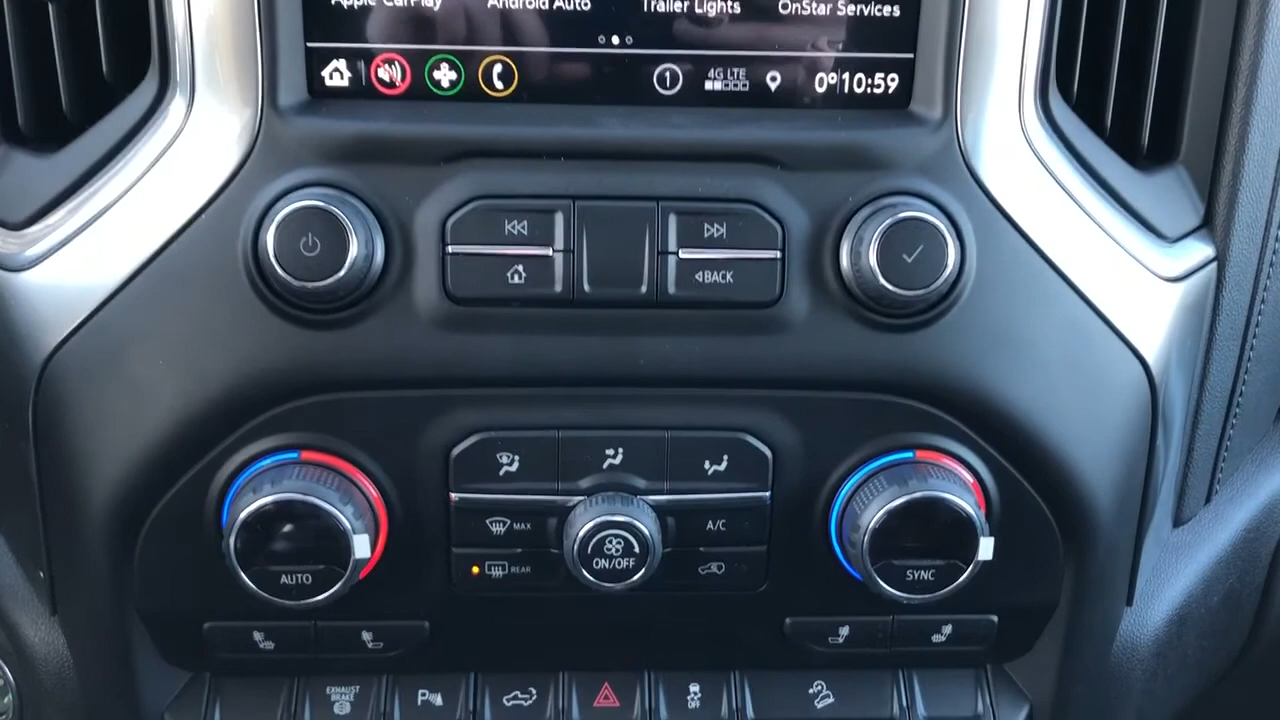 Apple CarPlay Android Auto Trailer Lights OnStar Services
1 4G LTE 0° 10:59
BACK
MAX A/C
ON/OFF
REAR
AUTO SYNC
EXHAUST
BRAKE
P
OFF